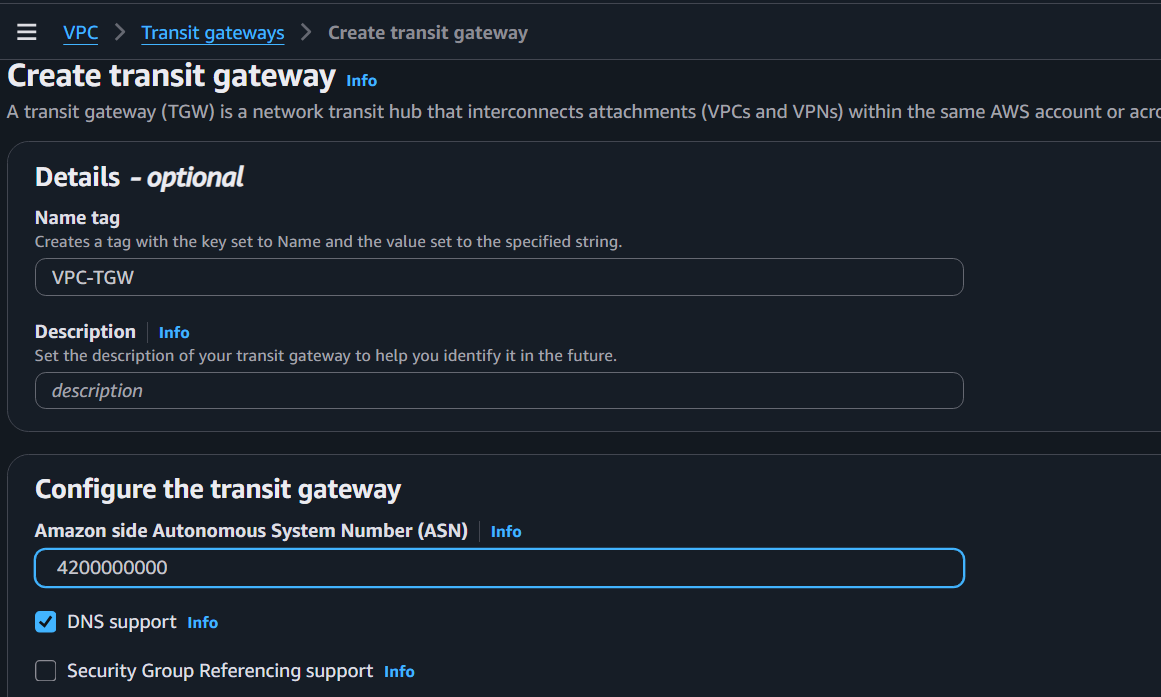 VPC > Transit gateways > Create transit gateway
Create transit gateway Info
A transit gateway (TGW) is a network transit hub that interconnects attachments (VPCs and VPNs) within the same AWS account or
Details - optional
Name tag
Creates a tag with the key set to Name and the value set to the specified string.
VPC-TGW
Description Info
Set the description of your transit gateway to help you identify it in the future.
description
Configure the transit gateway
Amazon side Autonomous System Number (ASN) Info
4200000000
DNS support Info
Security Group Referencing support Info